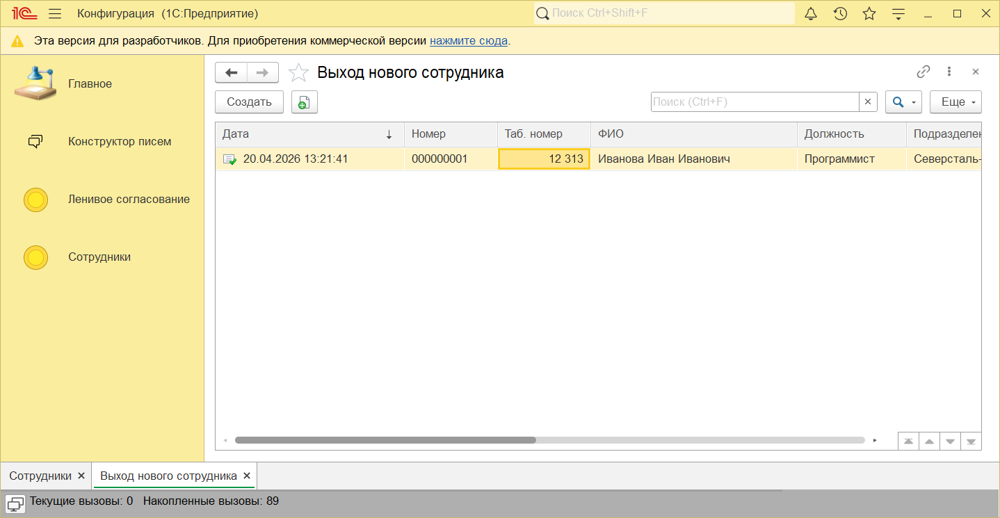 1С Конфигурация (1С:Предприятие) Поиск Ctrl+Shift+F
Эта версия для разработчиков. Для приобретения коммерческой версии нажмите сюда.
Главное
Конструктор писем
Ленивое согласование
Сотрудники
Выход нового сотрудника
Создать Поиск (Ctrl+F) Еще
Дата Номер Таб. номер ФИО Должность Подразделен
20.04.2026 13:21:41 000000001 12 313 Иванова Иван Иванович Программист Северсталь-
Сотрудники Выход нового сотрудника
Текущие вызовы: 0 Накопленные вызовы: 89